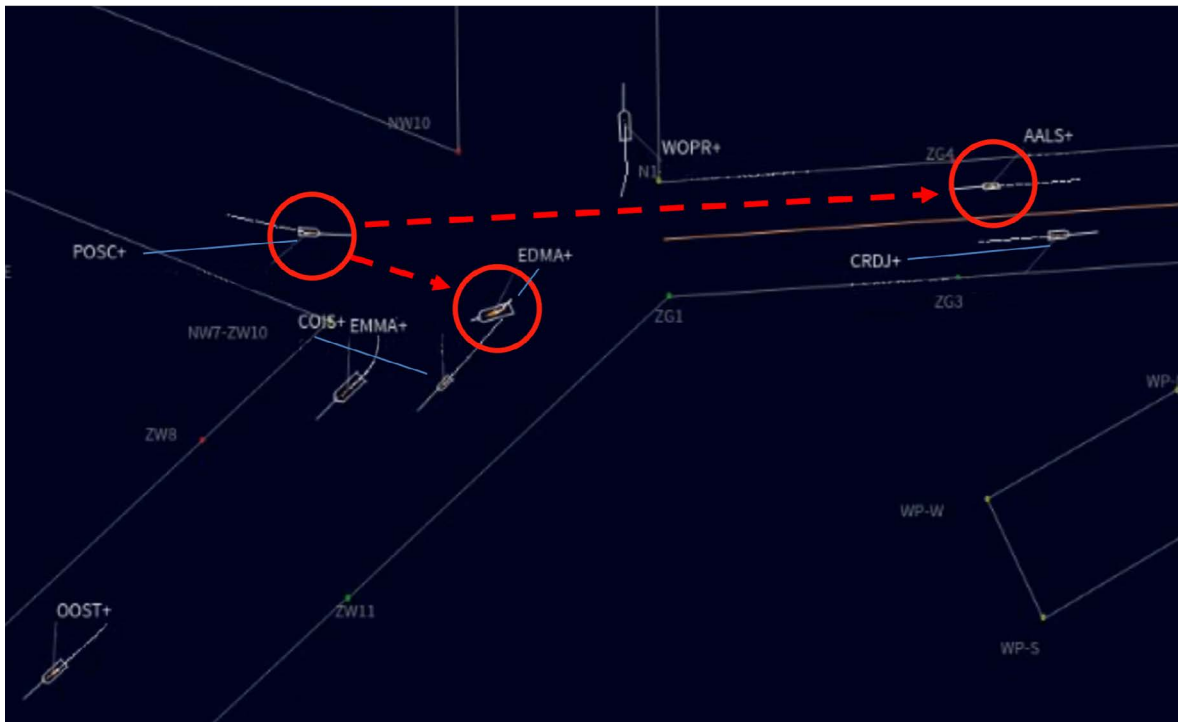 NW10
AALS+
WOPR+
ZG4
N1
POSC+
EDMA+
CRDJ+
E
ZG3
ZG1
NW7-ZW10
COIS+
EMMA+
WP-
ZW8
WP-W
OOST+
ZW11
WP-S